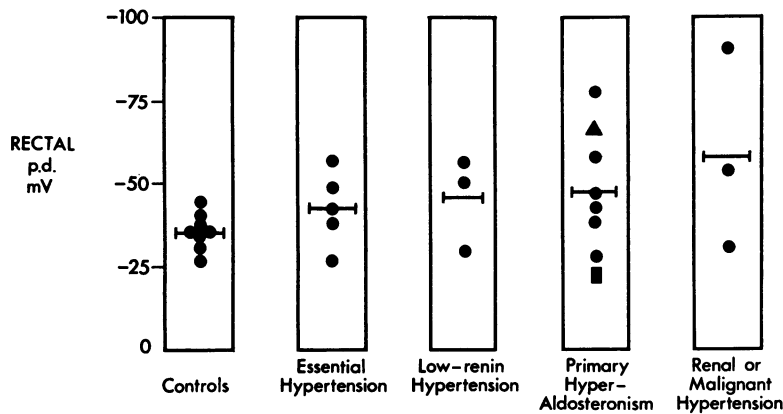 −100
−75
RECTAL
p.d.
mV
−50
−25
0
Controls
Essential
Hypertension
Low−renin
Hypertension
Primary
Hyper−
Aldosteronism
Renal or
Malignant
Hypertension